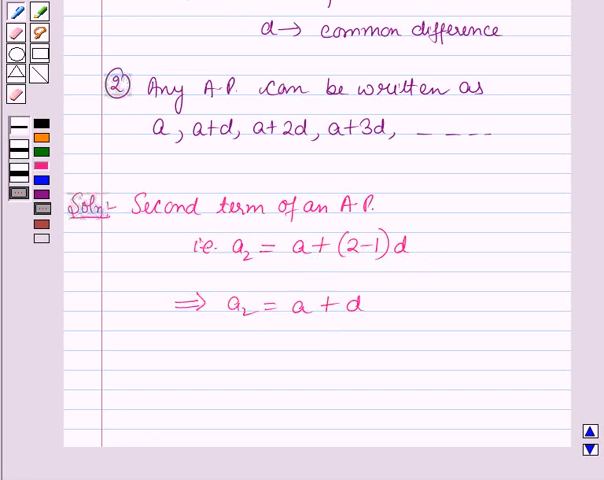 d → common difference
② Any A.P. can be written as
a, a+d, a+2d, a+3d, _ _ _ _
Soln:- Second term of an A.P.
i.e. a₂ = a + (2-1)d
⇒ a₂ = a + d